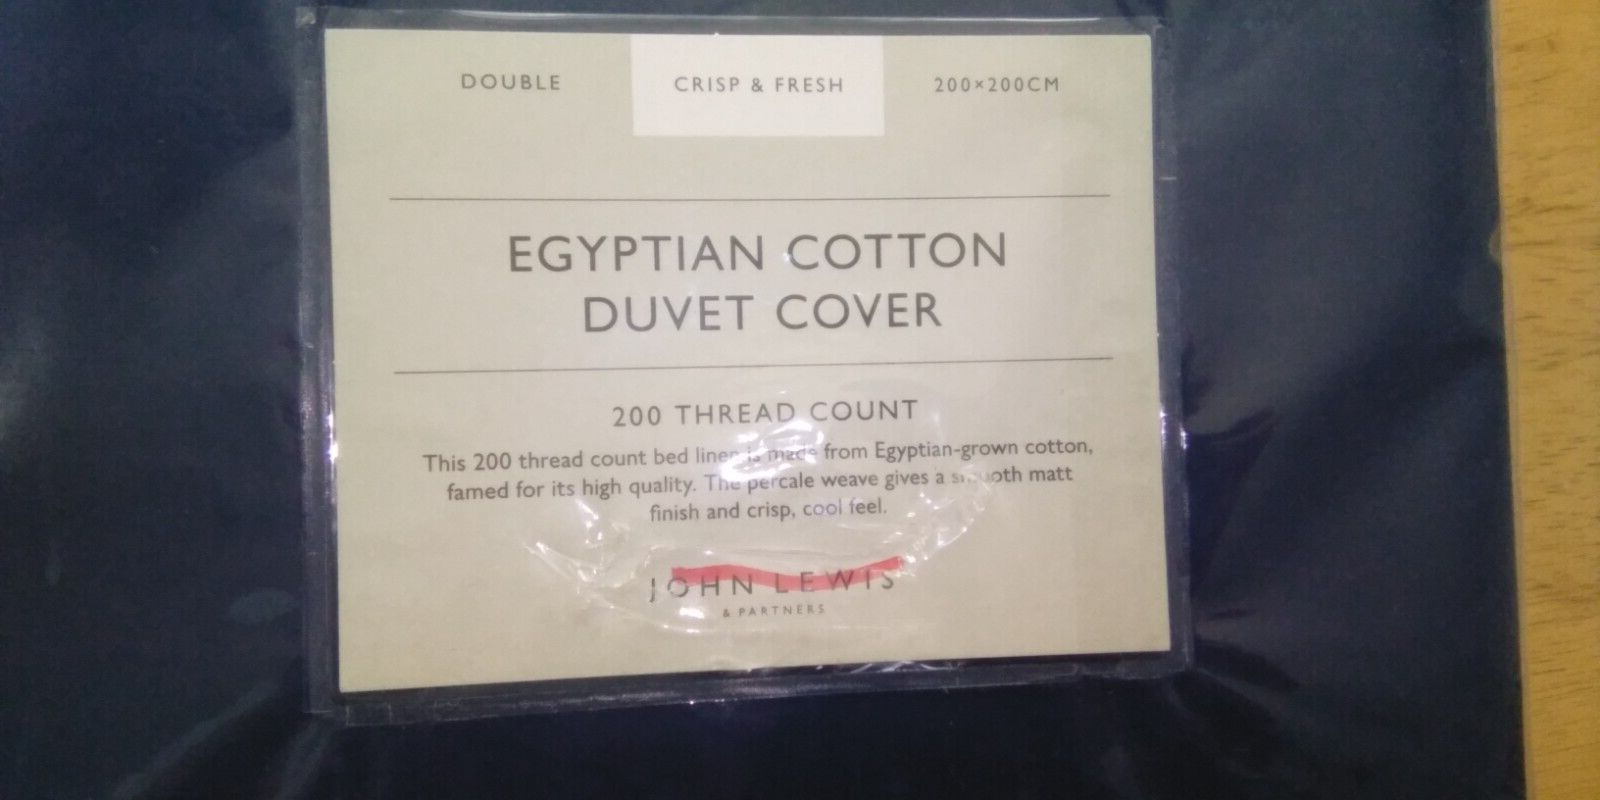 DOUBLE
CRISP & FRESH
200×200CM
EGYPTIAN COTTON
DUVET COVER
200 THREAD COUNT
This 200 thread count bed linen is made from Egyptian-grown cotton,
famed for its high quality. The percale weave gives a smooth matt
finish and crisp, cool feel.
JOHN LEWIS
& PARTNERS